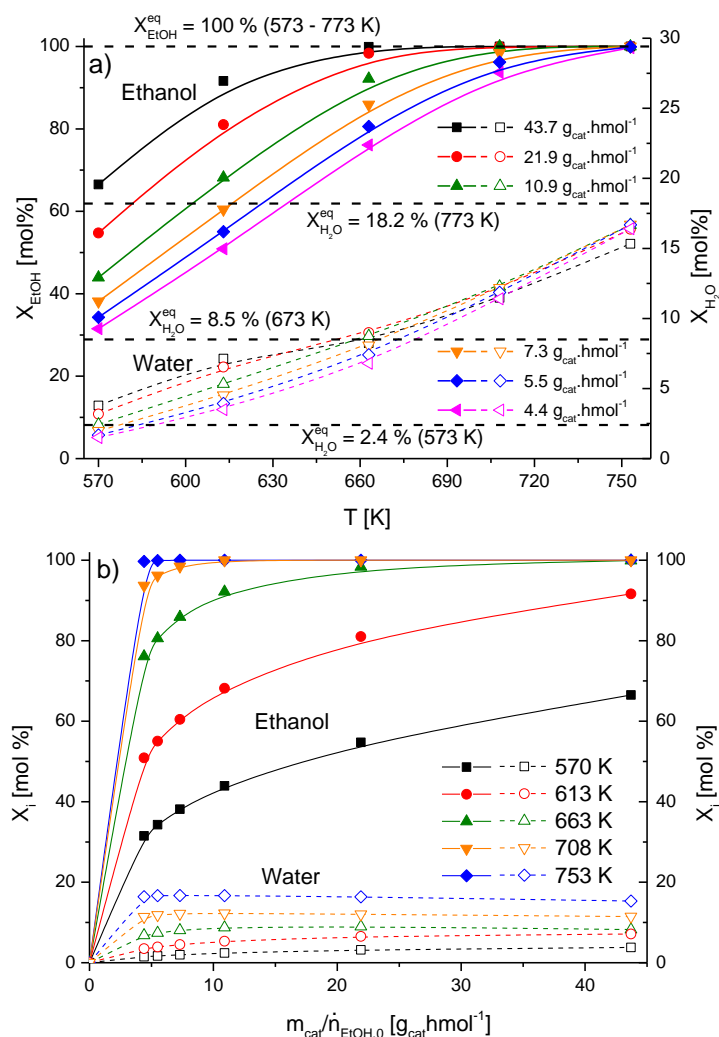 X_EtOH^eq = 100 % (573 - 773 K)
100
30
a)
Ethanol
25
80
43.7 g_cat.hmol^-1
21.9 g_cat.hmol^-1
20
10.9 g_cat.hmol^-1
60
X_EtOH [mol%]
X_H2O^eq = 18.2 % (773 K)
15
X_H2O [mol%]
40
X_H2O^eq = 8.5 % (673 K)
10
Water
7.3 g_cat.hmol^-1
20
5.5 g_cat.hmol^-1
5
4.4 g_cat.hmol^-1
X_H2O^eq = 2.4 % (573 K)
0
0
570 600 630 660 690 720 750
T [K]
100
100
b)
80
80
X_i [mol %]
60
Ethanol
60
X_i [mol %]
570 K
40
613 K
40
663 K
708 K
20
Water
753 K
20
0
0
0 10 20 30 40
m_cat/ṅ_EtOH,0 [g_cat hmol^-1]